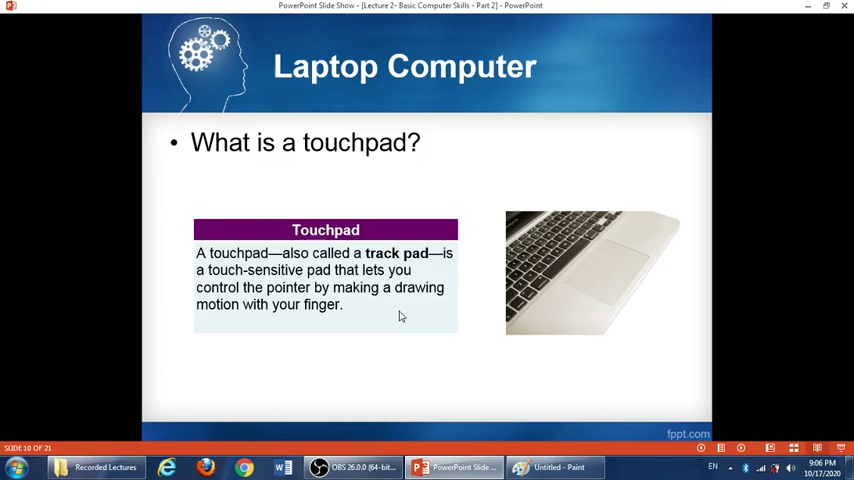 PowerPoint Slide Show - [Lecture 2- Basic Computer Skills - Part 2] - PowerPoint
Laptop Computer
• What is a touchpad?
Touchpad
A touchpad—also called a track pad—is
a touch-sensitive pad that lets you
control the pointer by making a drawing
motion with your finger.
fppt.com
SLIDE 10 OF 21
Recorded Lectures
OBS 26.0.0 (64-bit...
PowerPoint Slide ...
Untitled - Paint
EN
9:06 PM
10/17/2020